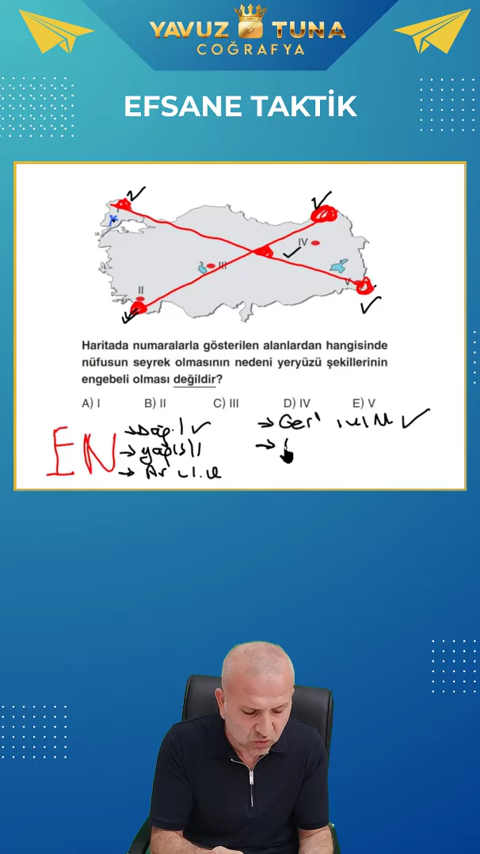 YAVUZ TUNA
COĞRAFYA
EFSANE TAKTİK
IV
III
II
V
Haritada numaralarla gösterilen alanlardan hangisinde
nüfusun seyrek olmasının nedeni yeryüzü şekillerinin
engebeli olması değildir?
A) I B) II C) III D) IV E) V
EN